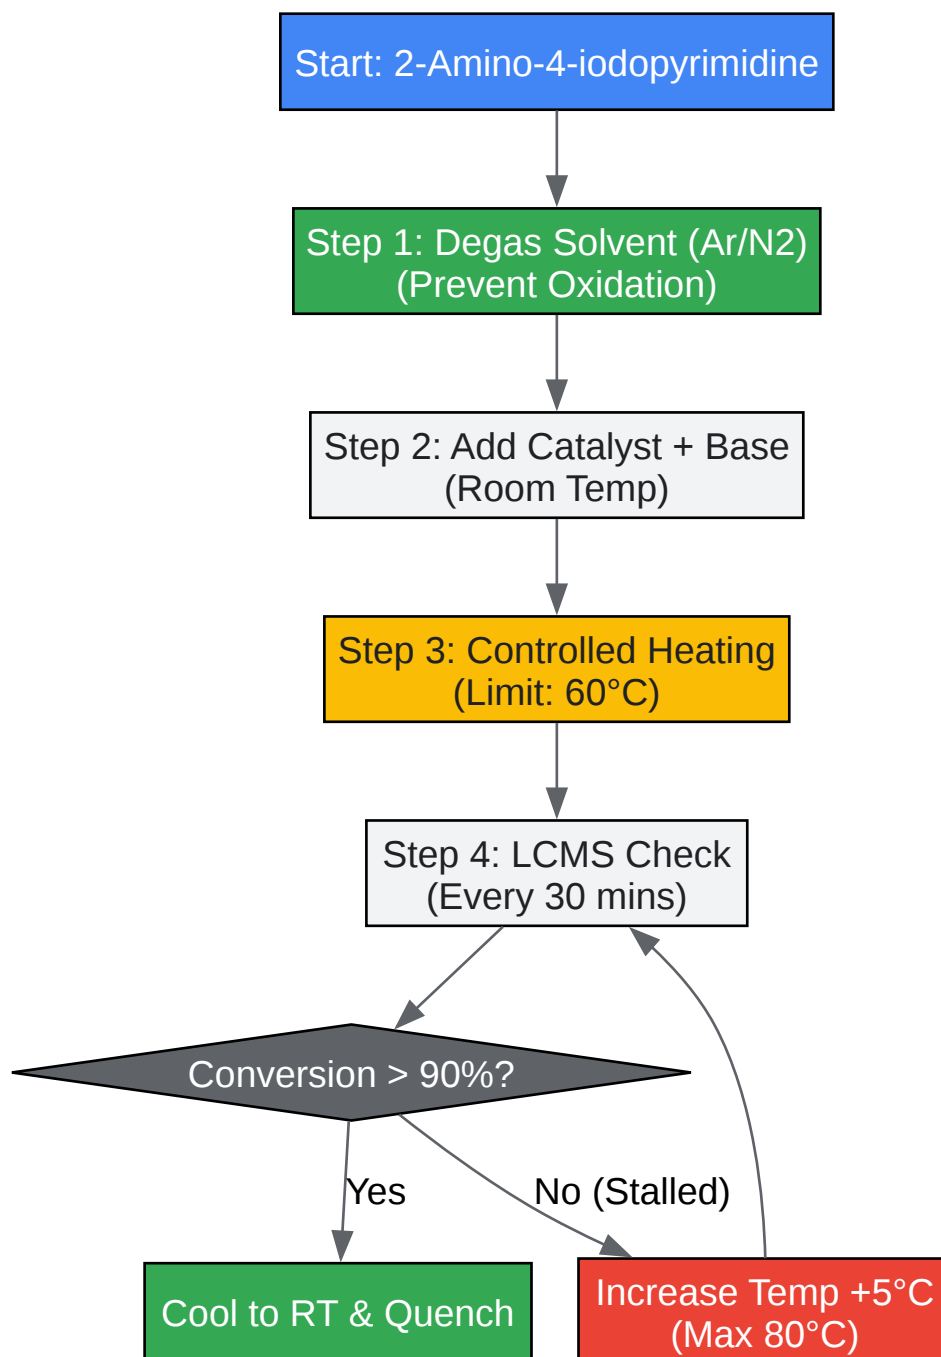 Start: 2-Amino-4-iodopyrimidine
Step 1: Degas Solvent (Ar/N2)
(Prevent Oxidation)
Step 2: Add Catalyst + Base
(Room Temp)
Step 3: Controlled Heating
(Limit: 60°C)
Step 4: LCMS Check
(Every 30 mins)
Conversion > 90%?
Yes
No (Stalled)
Cool to RT & Quench
Increase Temp +5°C
(Max 80°C)